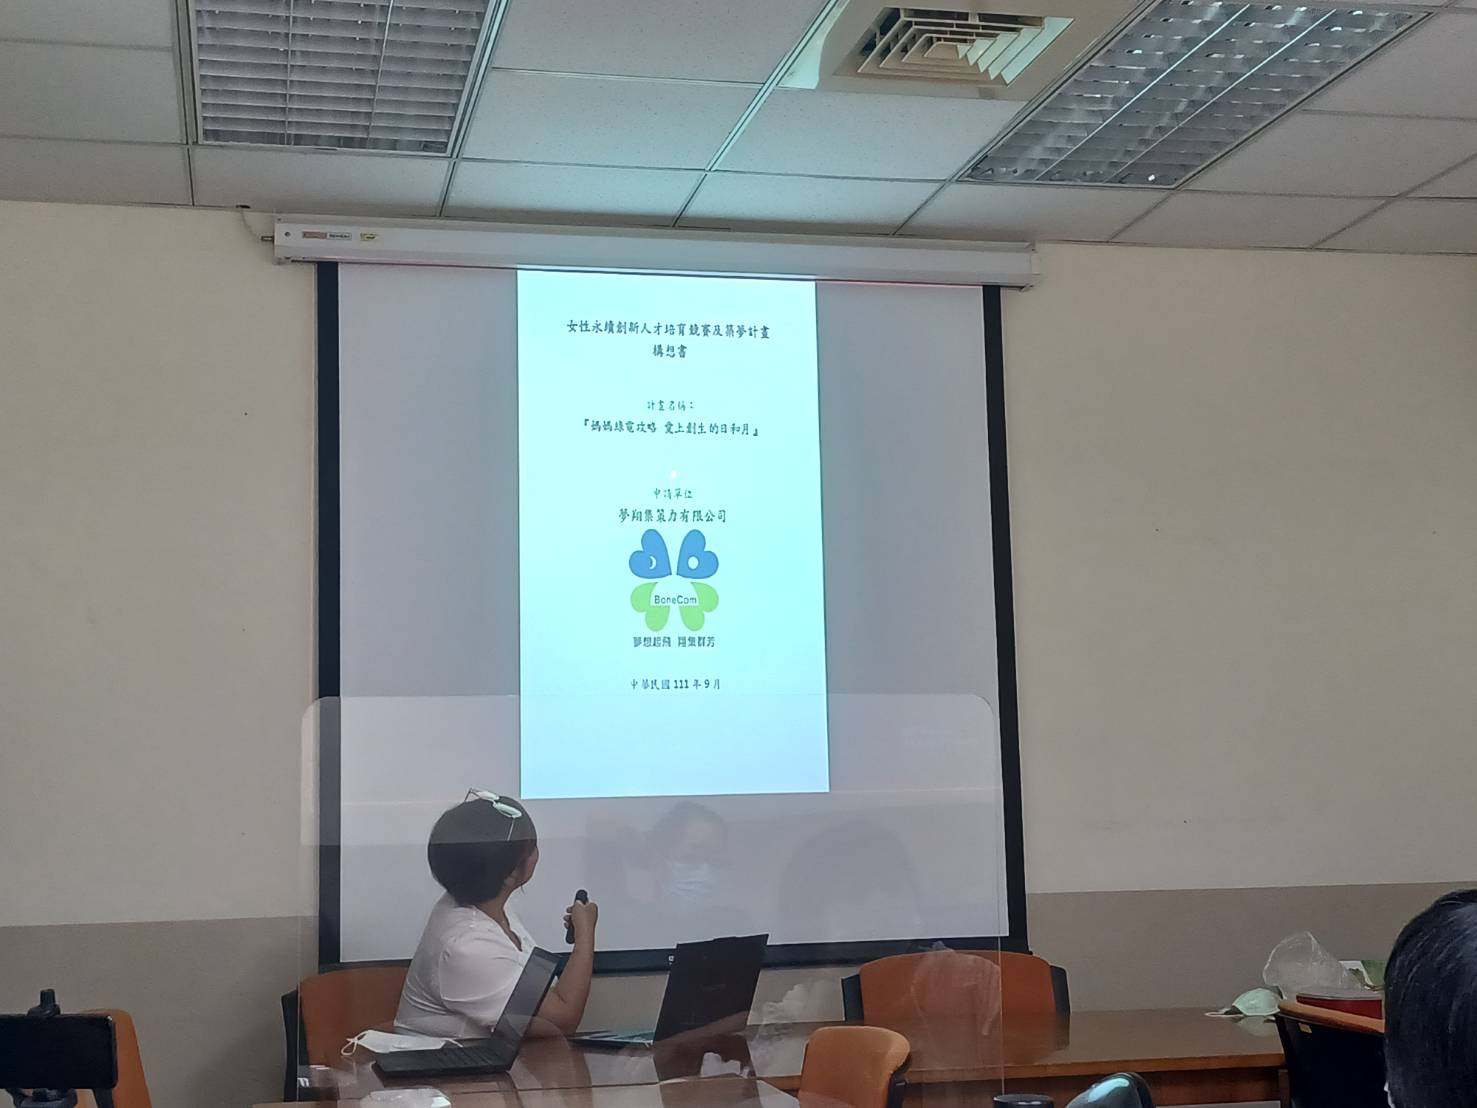 女性永續創新人才培育競賽及築夢計畫
構想書
計畫名稱：
『媽媽綠電攻略 愛上創生的日和月』
申請單位
夢翔集策力有限公司
BoneCom
夢想起飛 翔集群芳
中華民國 111 年 9 月